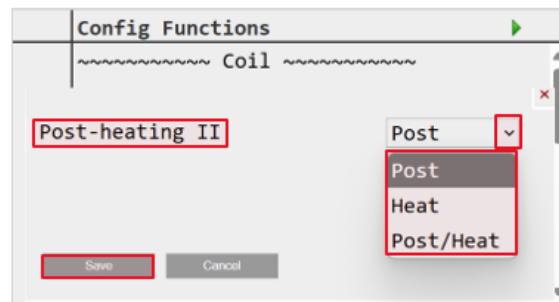 Config Functions
~~~~~~~~~~~ Coil ~~~~~~~~~~~
Post-heating II
Post
Post
Heat
Post/Heat
Save Cancel